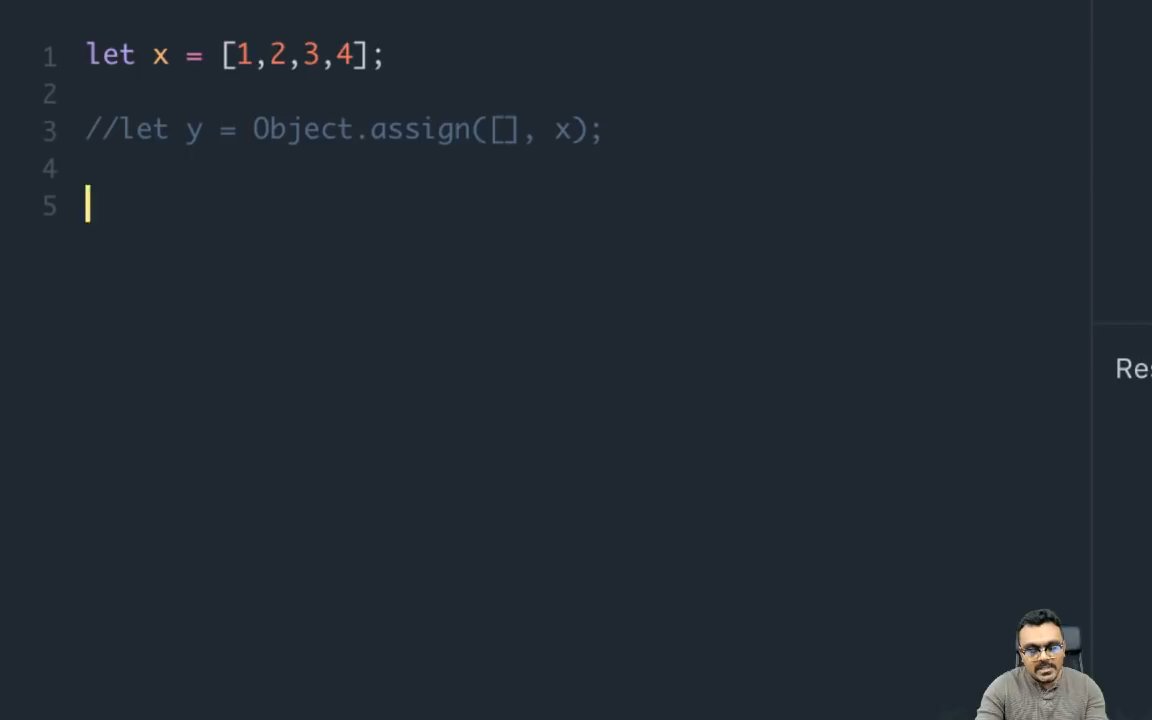 1 let x = [1,2,3,4];
2
3 //let y = Object.assign([], x);
4
5
Res